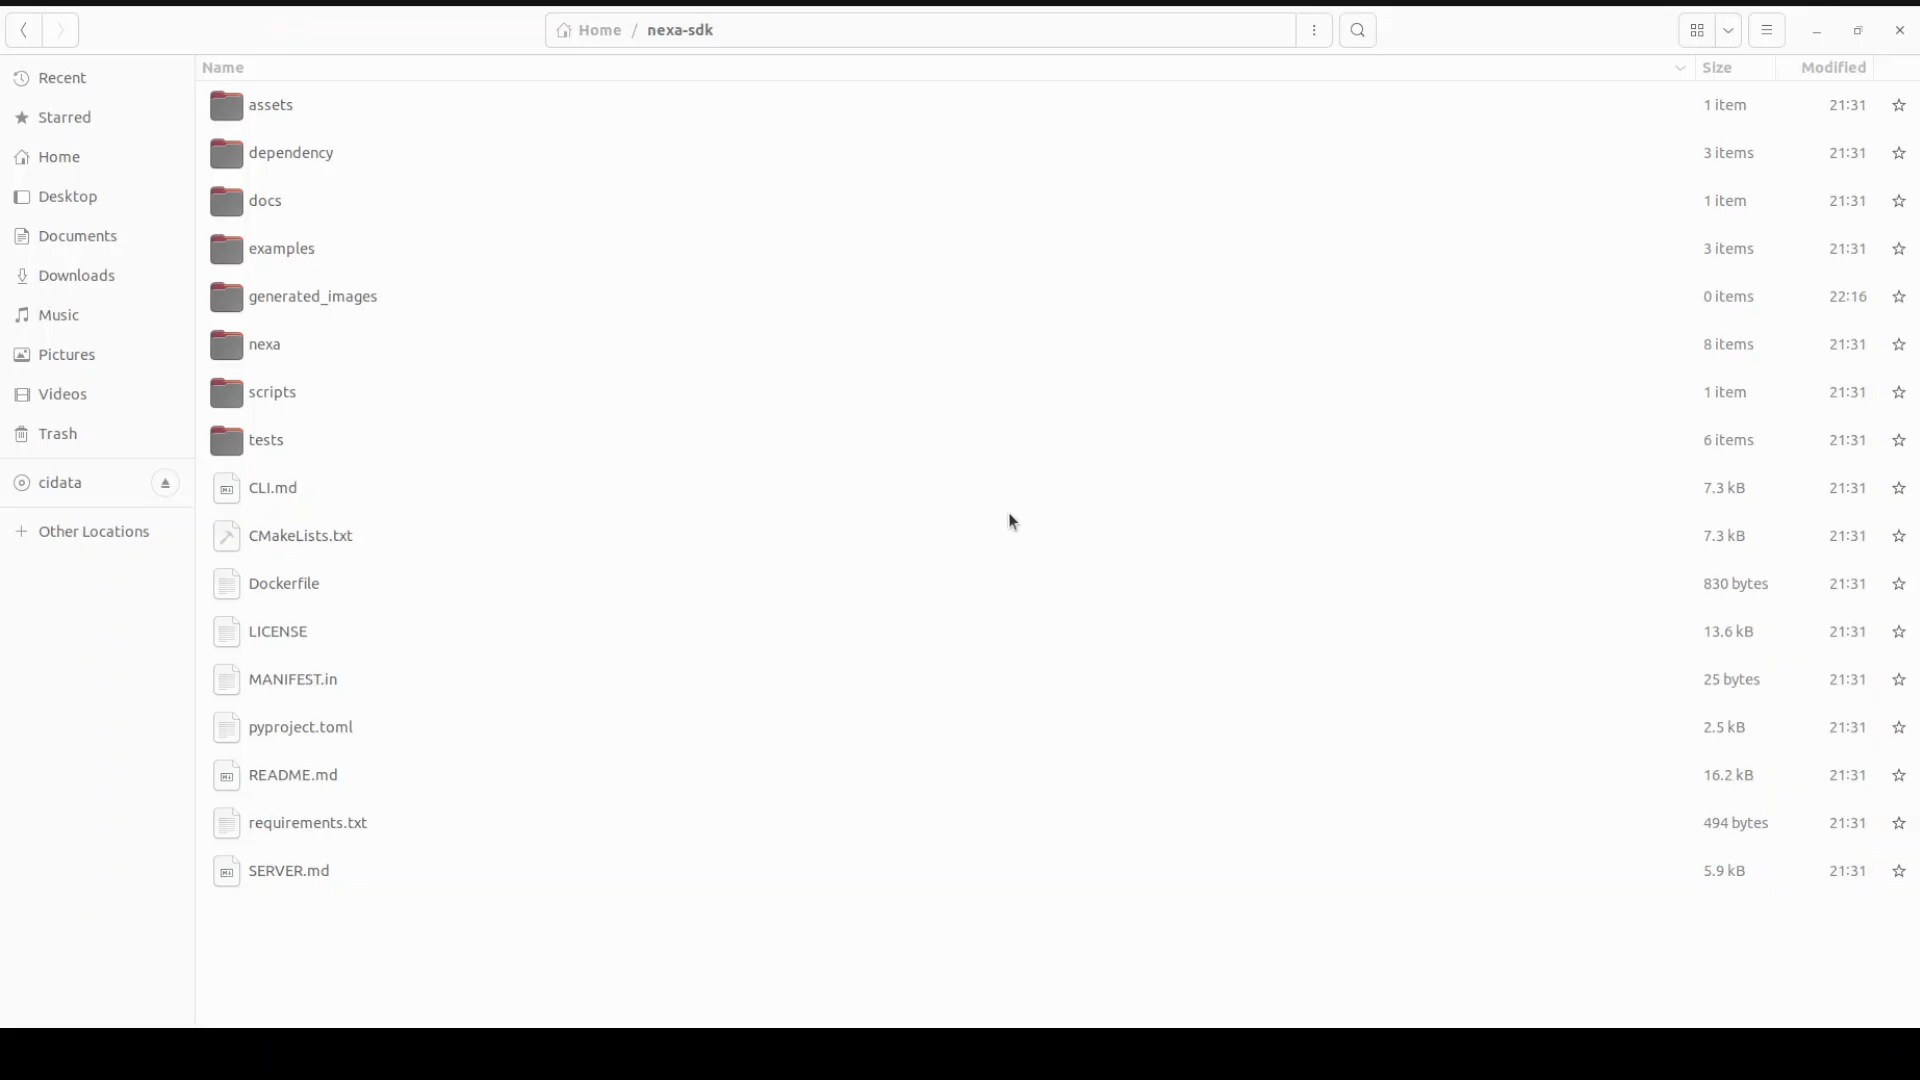 Home / nexa-sdk
Name Size Modified
Recent
Starred
Home
Desktop
Documents
Downloads
Music
Pictures
Videos
Trash
cidata
Other Locations
assets 1 item 21:31
dependency 3 items 21:31
docs 1 item 21:31
examples 3 items 21:31
generated_images 0 items 22:16
nexa 8 items 21:31
scripts 1 item 21:31
tests 6 items 21:31
CLI.md 7.3 kB 21:31
CMakeLists.txt 7.3 kB 21:31
Dockerfile 830 bytes 21:31
LICENSE 13.6 kB 21:31
MANIFEST.in 25 bytes 21:31
pyproject.toml 2.5 kB 21:31
README.md 16.2 kB 21:31
requirements.txt 494 bytes 21:31
SERVER.md 5.9 kB 21:31